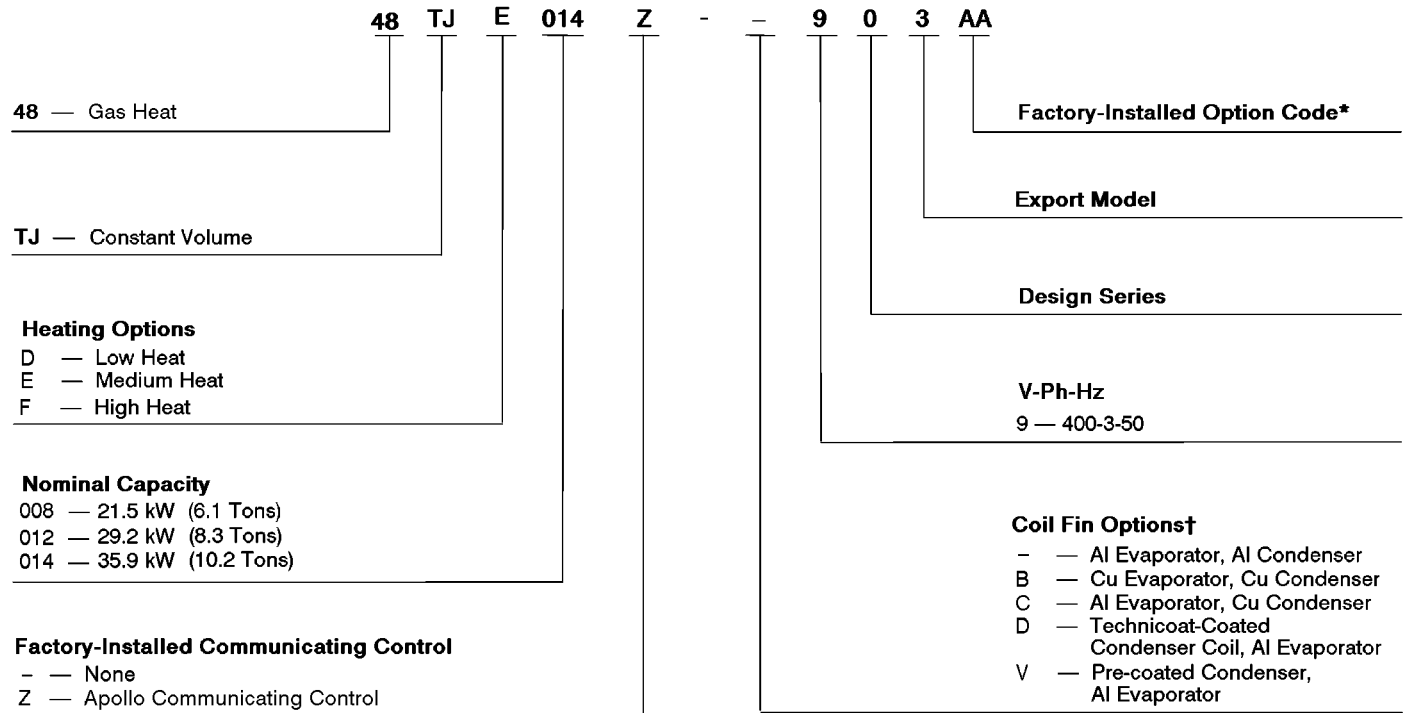 48 TJ E 014 Z - – 9 0 3 AA
48 — Gas Heat
TJ — Constant Volume
Heating Options
D — Low Heat
E — Medium Heat
F — High Heat
Nominal Capacity
008 — 21.5 kW (6.1 Tons)
012 — 29.2 kW (8.3 Tons)
014 — 35.9 kW (10.2 Tons)
Factory-Installed Communicating Control
– — None
Z — Apollo Communicating Control
Factory-Installed Option Code*
Export Model
Design Series
V-Ph-Hz
9 — 400-3-50
Coil Fin Options†
– — Al Evaporator, Al Condenser
B — Cu Evaporator, Cu Condenser
C — Al Evaporator, Cu Condenser
D — Technicoat-Coated
Condenser Coil, Al Evaporator
V — Pre-coated Condenser,
Al Evaporator